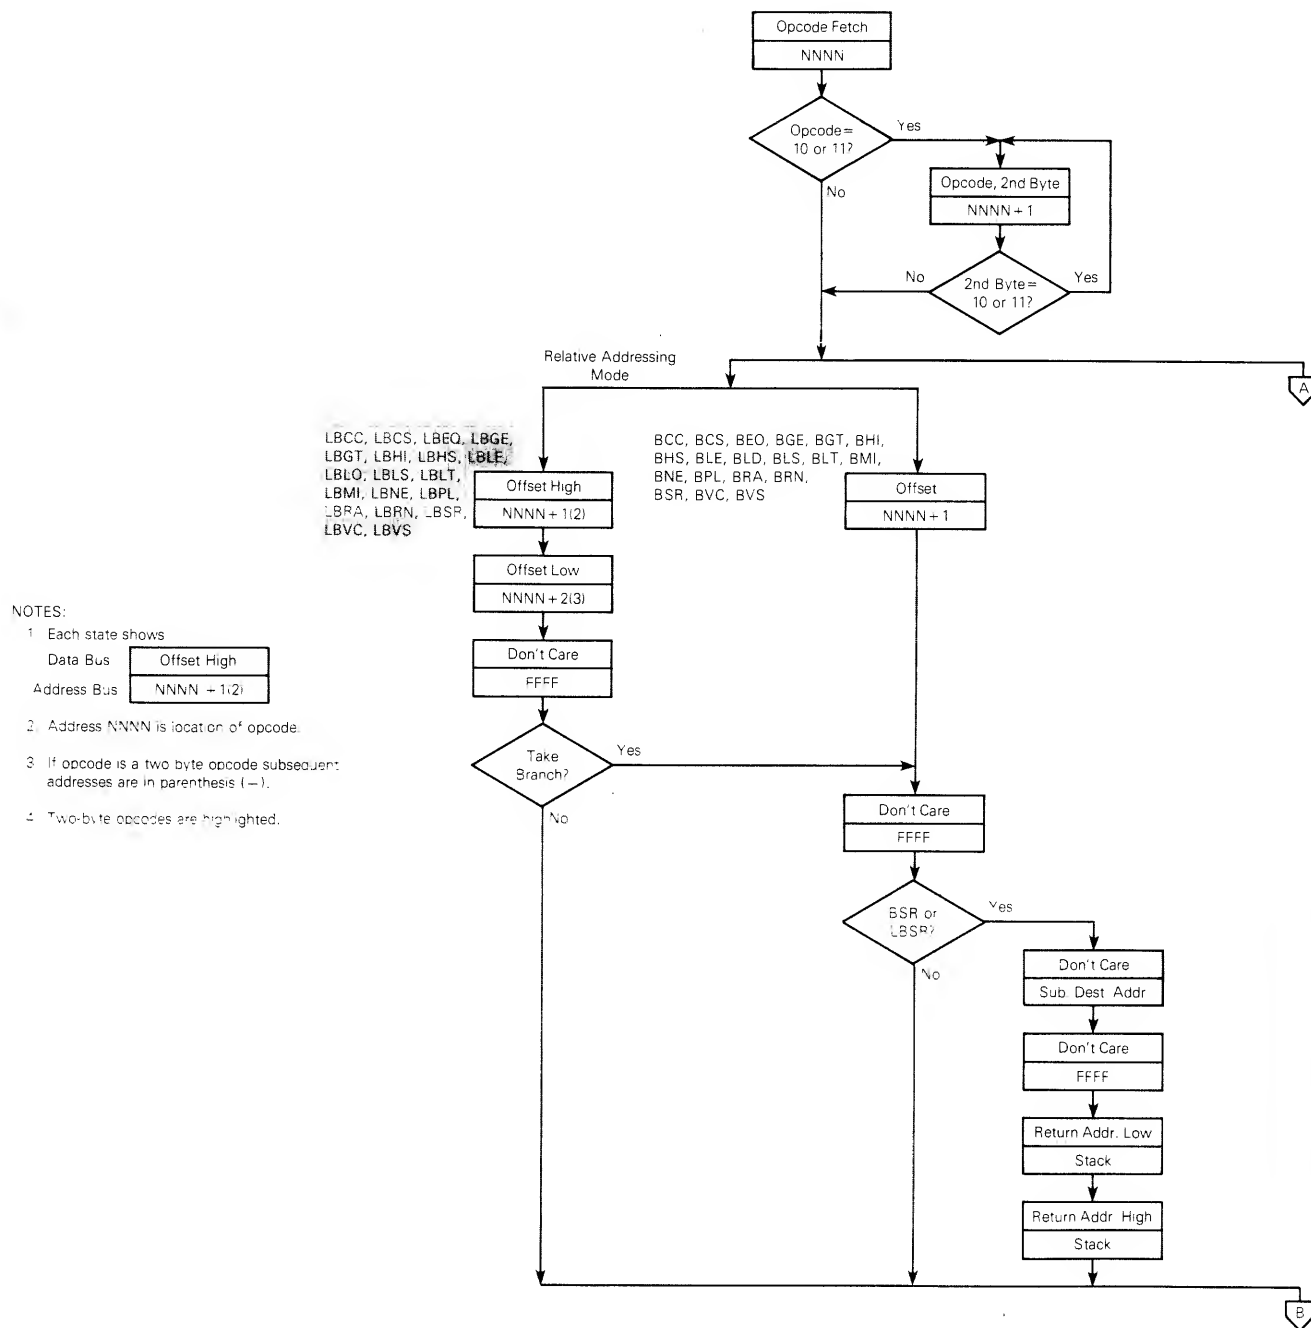 Opcode Fetch
NNNN
Opcode=
10 or 11?
Yes
No
Opcode, 2nd Byte
NNNN + 1
2nd Byte=
10 or 11?
No
Yes
Relative Addressing
Mode
A
LBCC, LBCS, LBEQ, LBGE,
LBGT, LBHI, LBHS, LBLE,
LBLO, LBLS, LBLT,
LBMI, LBNE, LBPL,
LBRA, LBRN, LBSR,
LBVC, LBVS
BCC, BCS, BEQ, BGE, BGT, BHI,
BHS, BLE, BLO, BLS, BLT, BMI,
BNE, BPL, BRA, BRN,
BSR, BVC, BVS
Offset High
NNNN + 1(2)
Offset
NNNN + 1
Offset Low
NNNN + 2(3)
Don't Care
FFFF
Take
Branch?
Yes
No
Don't Care
FFFF
BSR or
LBSR?
Yes
No
Don't Care
Sub. Dest Addr
Don't Care
FFFF
Return Addr. Low
Stack
Return Addr High
Stack
B
NOTES:
1 Each state shows
Data Bus
Offset High
Address Bus
NNNN + 1(2)
2. Address NNNN is location of opcode.
3 If opcode is a two byte opcode subsequent
addresses are in parenthesis (—).
4 Two-byte opcodes are highlighted.